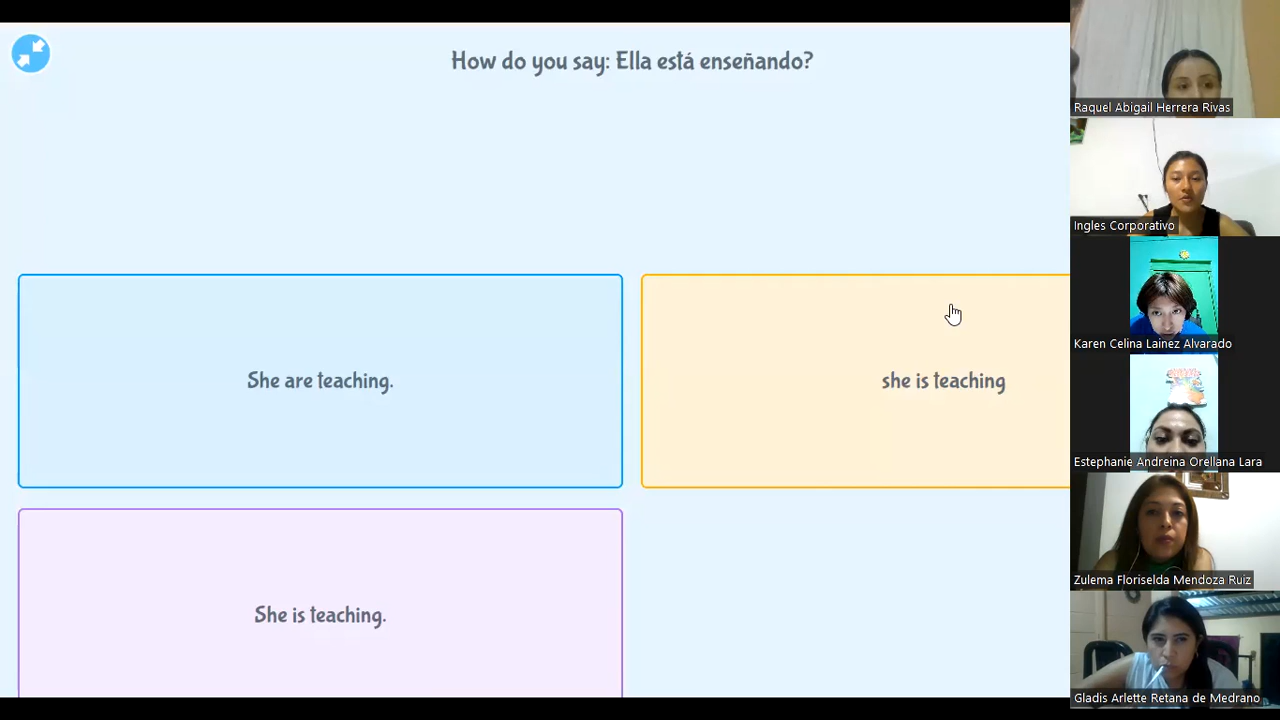 How do you say: Ella está enseñando?
She are teaching.
she is teaching
She is teaching.
Raquel Abigail Herrera Rivas
Ingles Corporativo
Karen Celina Lainez Alvarado
Estephanie Andreina Orellana Lara
Zulema Floriselda Mendoza Ruiz
Gladis Arlette Retana de Medrano